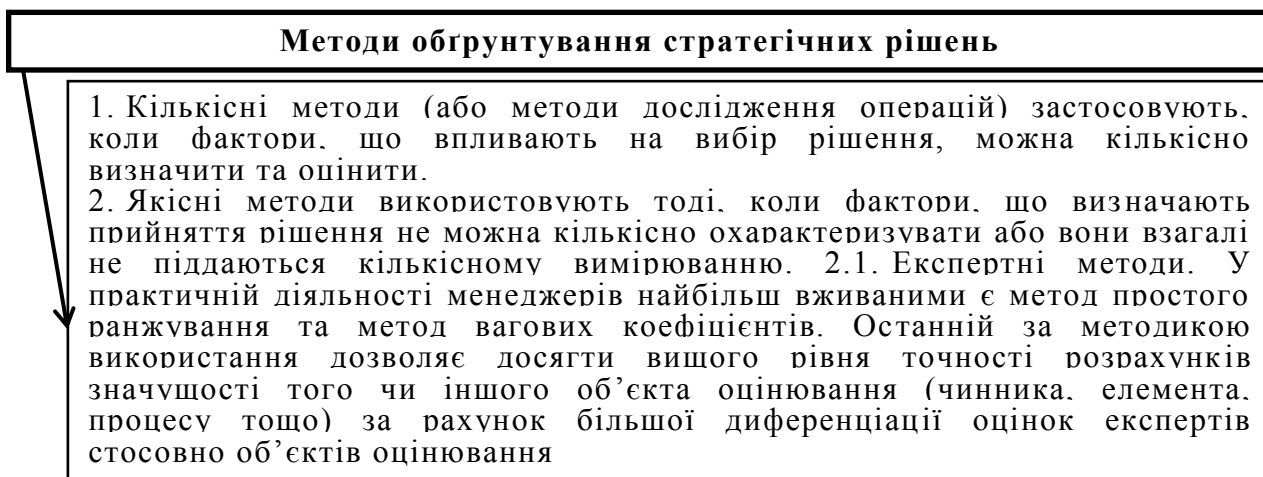 Методи обґрунтування стратегічних рішень
1. Кількісні методи (або методи дослідження операцій) застосовують,
коли фактори, що впливають на вибір рішення, можна кількісно
визначити та оцінити.
2. Якісні методи використовують тоді, коли фактори, що визначають
прийняття рішення не можна кількісно охарактеризувати або вони взагалі
не піддаються кількісному вимірюванню. 2.1. Експертні методи. У
практичній діяльності менеджерів найбільш вживаними є метод простого
ранжування та метод вагових коефіцієнтів. Останній за методикою
використання дозволяє досягти вищого рівня точності розрахунків
значущості того чи іншого об’єкта оцінювання (чинника, елемента,
процесу тощо) за рахунок більшої диференціації оцінок експертів
стосовно об’єктів оцінювання